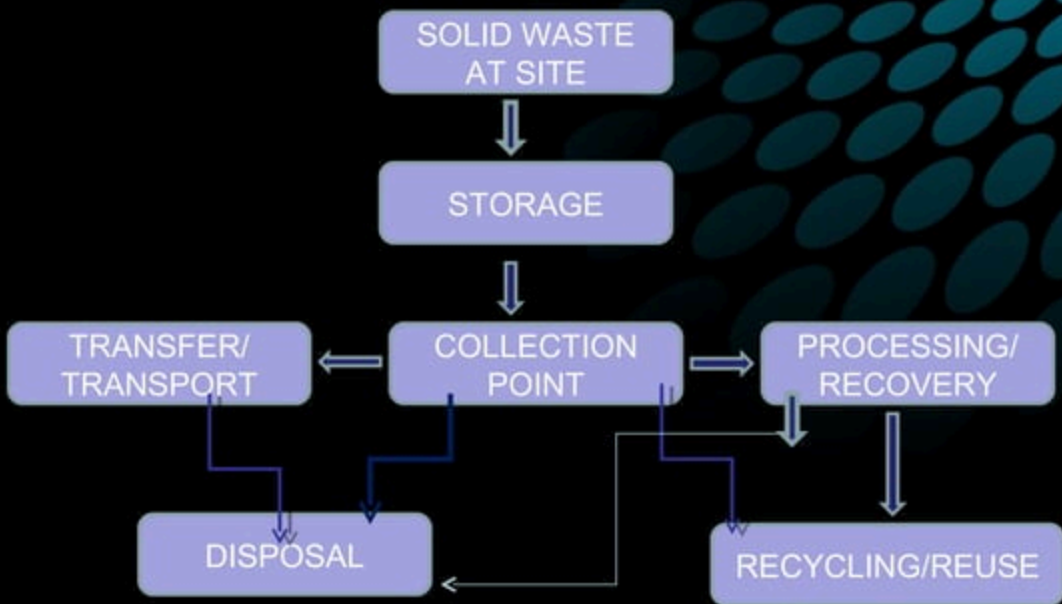 SOLID WASTE
AT SITE
STORAGE
TRANSFER/
TRANSPORT
COLLECTION
POINT
PROCESSING/
RECOVERY
DISPOSAL
RECYCLING/REUSE